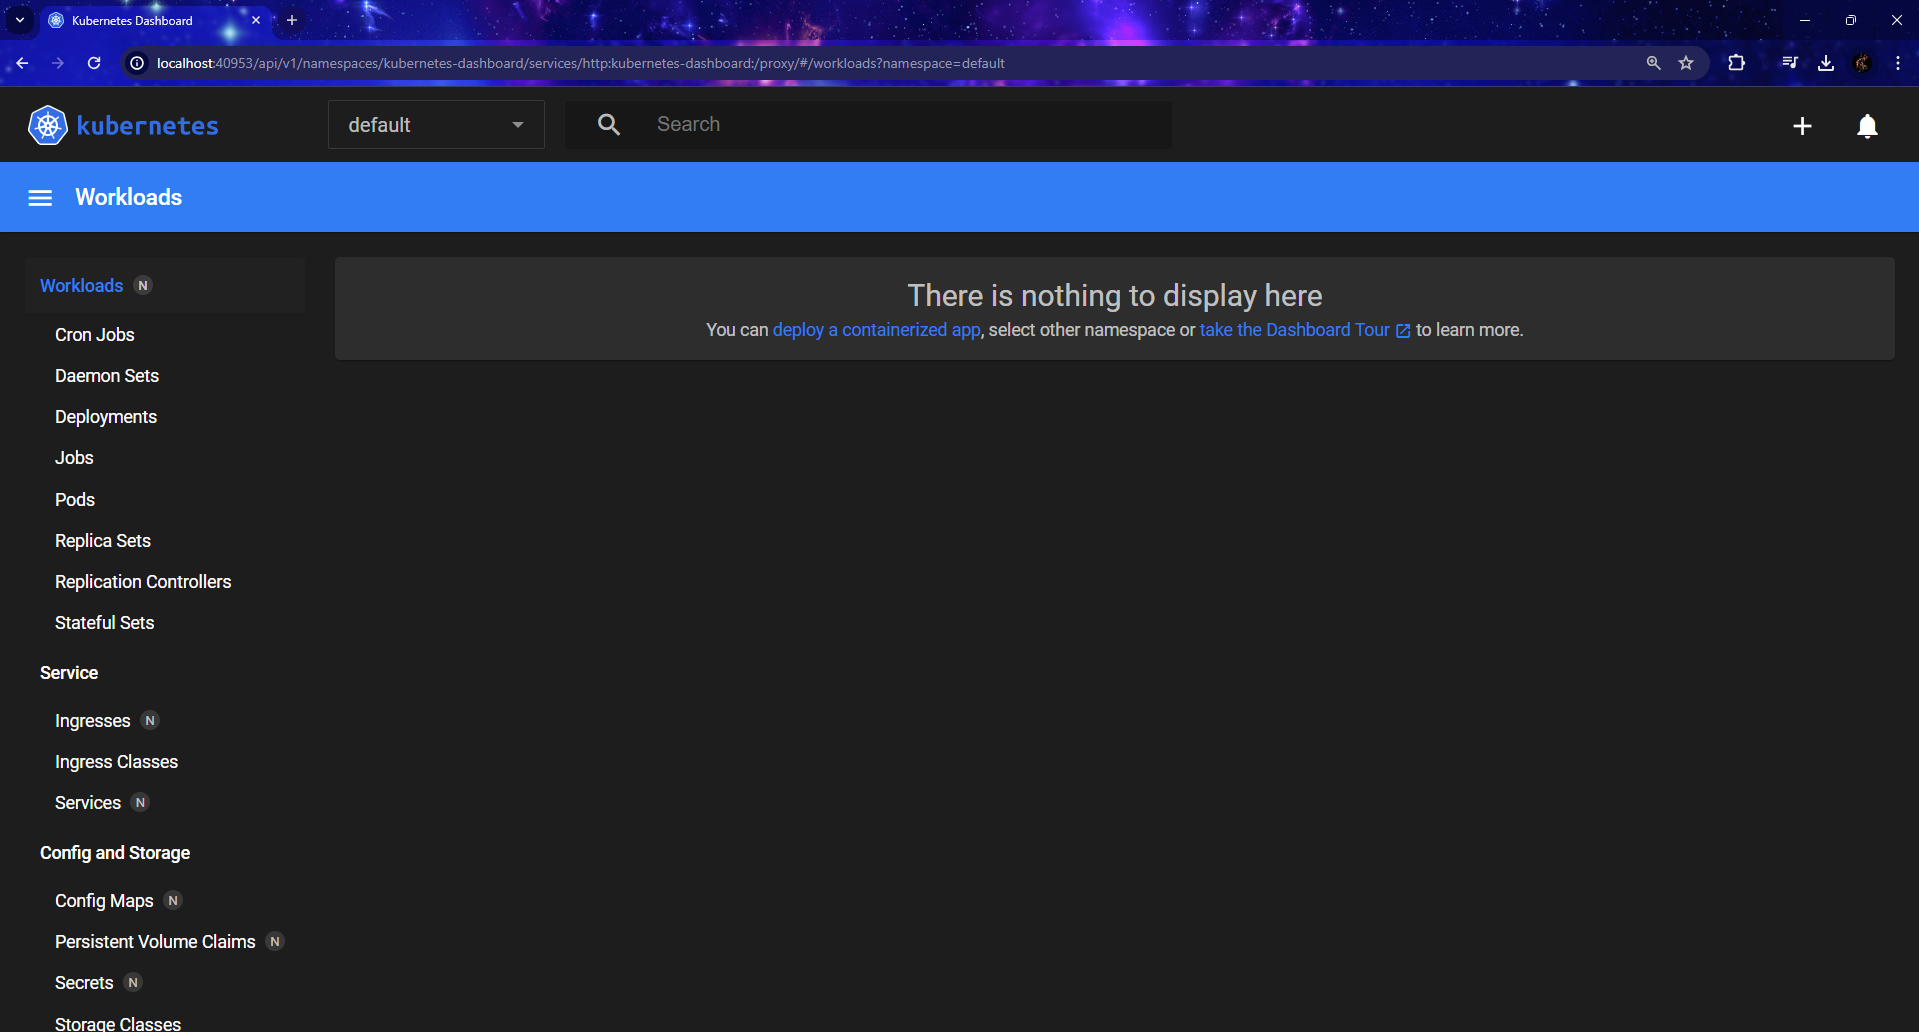 Kubernetes Dashboard
localhost:40953/api/v1/namespaces/kubernetes-dashboard/services/http:kubernetes-dashboard:/proxy/#/workloads?namespace=default
kubernetes
default
Search
Workloads
Workloads N
Cron Jobs
Daemon Sets
Deployments
Jobs
Pods
Replica Sets
Replication Controllers
Stateful Sets
Service
Ingresses N
Ingress Classes
Services N
Config and Storage
Config Maps N
Persistent Volume Claims N
Secrets N
Storage Classes
There is nothing to display here
You can deploy a containerized app, select other namespace or take the Dashboard Tour to learn more.